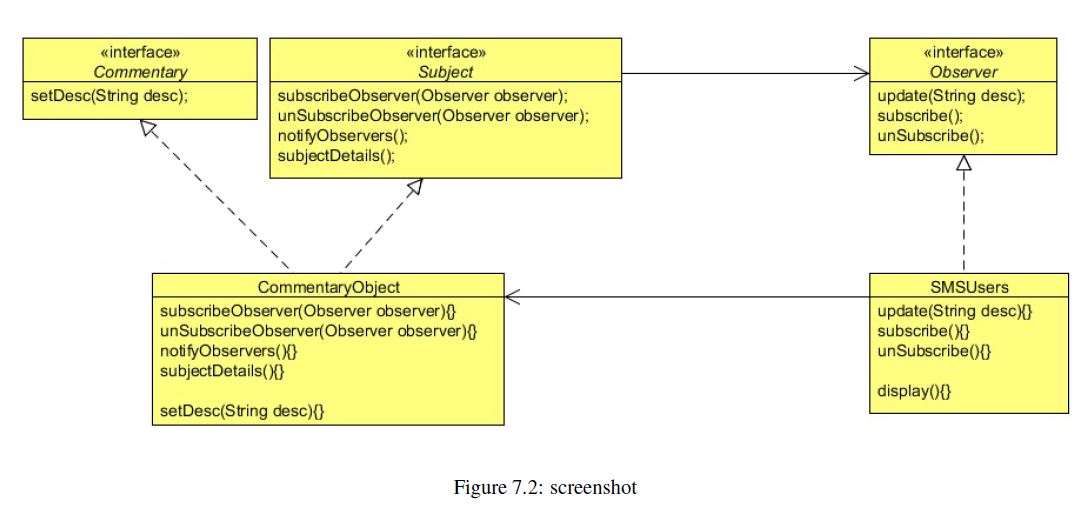 «interface»
Commentary
setDesc(String desc);
«interface»
Subject
subscribeObserver(Observer observer);
unSubscribeObserver(Observer observer);
notifyObservers();
subjectDetails();
«interface»
Observer
update(String desc);
subscribe();
unSubscribe();
CommentaryObject
subscribeObserver(Observer observer){}
unSubscribeObserver(Observer observer){}
notifyObservers(){}
subjectDetails(){}
setDesc(String desc){}
SMSUsers
update(String desc){}
subscribe(){}
unSubscribe(){}
display(){}
Figure 7.2: screenshot